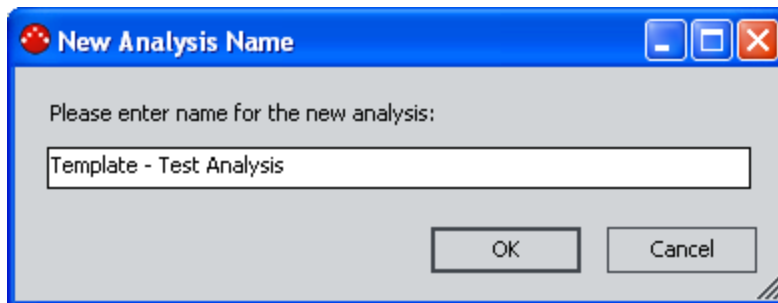 New Analysis Name
Please enter name for the new analysis:
Template - Test Analysis
OK Cancel